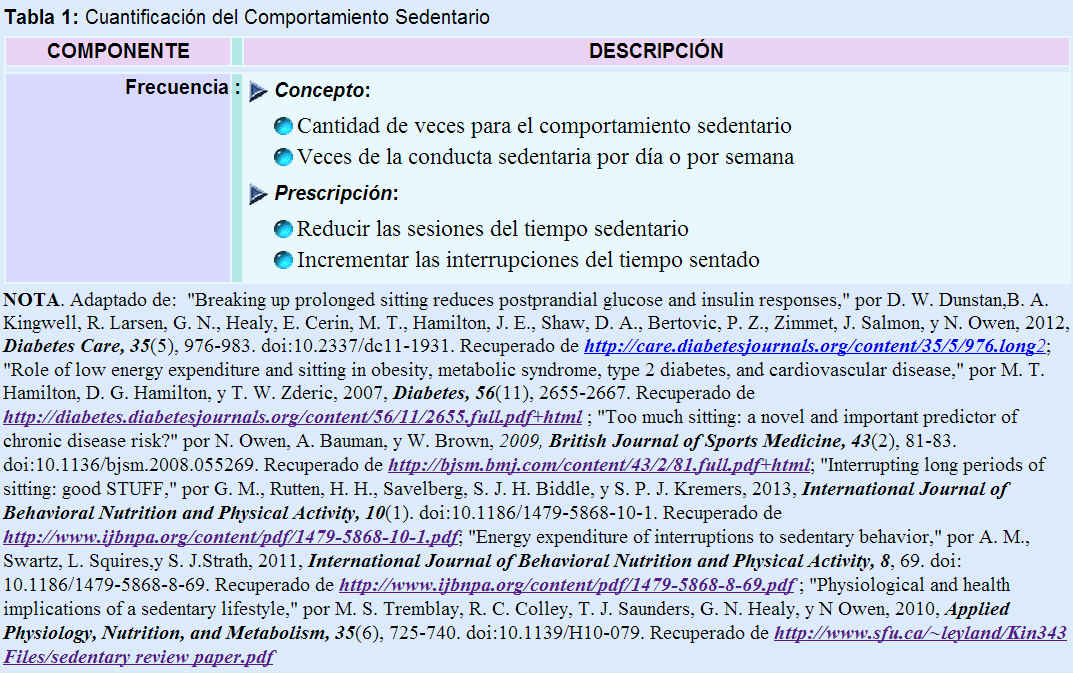 Tabla 1: Cuantificación del Comportamiento Sedentario
COMPONENTE DESCRIPCIÓN
Frecuencia : Concepto:
Cantidad de veces para el comportamiento sedentario
Veces de la conducta sedentaria por día o por semana
Prescripción:
Reducir las sesiones del tiempo sedentario
Incrementar las interrupciones del tiempo sentado
NOTA. Adaptado de: "Breaking up prolonged sitting reduces postprandial glucose and insulin responses," por D. W. Dunstan,B. A.
Kingwell, R. Larsen, G. N., Healy, E. Cerin, M. T., Hamilton, J. E., Shaw, D. A., Bertovic, P. Z., Zimmet, J. Salmon, y N. Owen, 2012,
Diabetes Care, 35(5), 976-983. doi:10.2337/dc11-1931. Recuperado de http://care.diabetesjournals.org/content/35/5/976.long2;
"Role of low energy expenditure and sitting in obesity, metabolic syndrome, type 2 diabetes, and cardiovascular disease," por M. T.
Hamilton, D. G. Hamilton, y T. W. Zderic, 2007, Diabetes, 56(11), 2655-2667. Recuperado de
http://diabetes.diabetesjournals.org/content/56/11/2655.full.pdf+html ; "Too much sitting: a novel and important predictor of
chronic disease risk?" por N. Owen, A. Bauman, y W. Brown, 2009, British Journal of Sports Medicine, 43(2), 81-83.
doi:10.1136/bjsm.2008.055269. Recuperado de http://bjsm.bmj.com/content/43/2/81.full.pdf+html; "Interrupting long periods of
sitting: good STUFF," por G. M., Rutten, H. H., Savelberg, S. J. H. Biddle, y S. P. J. Kremers, 2013, International Journal of
Behavioral Nutrition and Physical Activity, 10(1). doi:10.1186/1479-5868-10-1. Recuperado de
http://www.ijbnpa.org/content/pdf/1479-5868-10-1.pdf; "Energy expenditure of interruptions to sedentary behavior," por A. M.,
Swartz, L. Squires,y S. J.Strath, 2011, International Journal of Behavioral Nutrition and Physical Activity, 8, 69. doi:
10.1186/1479-5868-8-69. Recuperado de http://www.ijbnpa.org/content/pdf/1479-5868-8-69.pdf ; "Physiological and health
implications of a sedentary lifestyle," por M. S. Tremblay, R. C. Colley, T. J. Saunders, G. N. Healy, y N Owen, 2010, Applied
Physiology, Nutrition, and Metabolism, 35(6), 725-740. doi:10.1139/H10-079. Recuperado de http://www.sfu.ca/~leyland/Kin343
Files/sedentary review paper.pdf